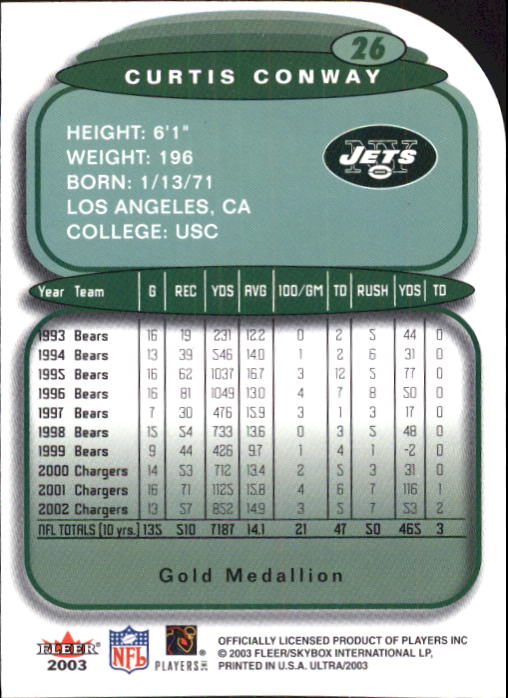 26
CURTIS CONWAY
HEIGHT: 6'1"
WEIGHT: 196
BORN: 1/13/71
LOS ANGELES, CA
COLLEGE: USC
NY JETS
Year Team G REC YDS AVG 100/GM TD RUSH YDS TD
1993 Bears 16 19 231 12.2 0 2 5 44 0
1994 Bears 13 39 546 14.0 1 2 6 31 0
1995 Bears 16 62 1037 16.7 3 12 5 77 0
1996 Bears 16 81 1049 13.0 4 7 8 50 0
1997 Bears 7 30 476 15.9 3 1 3 17 0
1998 Bears 15 54 733 13.6 0 3 5 48 0
1999 Bears 9 44 426 9.7 1 4 1 -2 0
2000 Chargers 14 53 712 13.4 2 5 3 31 0
2001 Chargers 16 71 1125 15.8 4 6 7 116 1
2002 Chargers 13 57 852 14.9 3 5 7 53 2
NFL TOTALS (10 yrs.) 135 510 7187 14.1 21 47 50 465 3
Gold Medallion
FLEER
2003
NFL
PLAYERS INC
OFFICIALLY LICENSED PRODUCT OF PLAYERS INC
© 2003 FLEER/SKYBOX INTERNATIONAL LP,
PRINTED IN U.S.A. ULTRA/2003